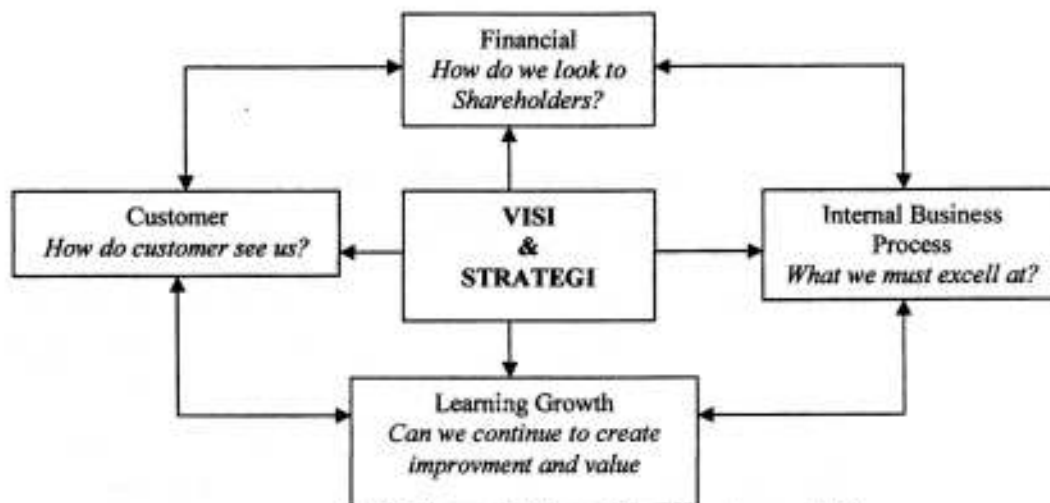 Financial
How do we look to
Shareholders?
Customer
How do customer see us?
VISI
&
STRATEGI
Internal Business
Process
What we must excell at?
Learning Growth
Can we continue to create
improvment and value